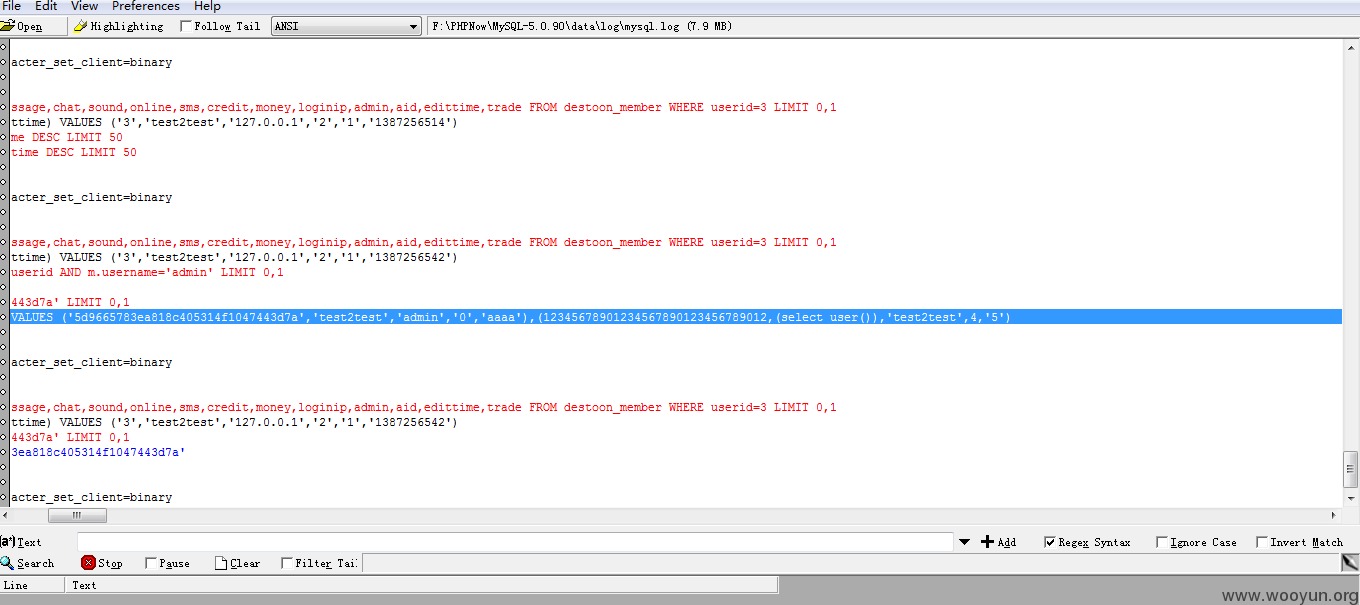 File Edit View Preferences Help
Open Highlighting Follow Tail ANSI F:\PHPNow\MySQL-5.0.90\data\log\mysql.log (7.9 MB)
acter_set_client=binary
ssage,chat,sound,online,sms,credit,money,loginip,admin,aid,edittime,trade FROM destoon_member WHERE userid=3 LIMIT 0,1
ttime) VALUES ('3','test2test','127.0.0.1','2','1','1387256514')
me DESC LIMIT 50
time DESC LIMIT 50
acter_set_client=binary
ssage,chat,sound,online,sms,credit,money,loginip,admin,aid,edittime,trade FROM destoon_member WHERE userid=3 LIMIT 0,1
ttime) VALUES ('3','test2test','127.0.0.1','2','1','1387256542')
userid AND m.username='admin' LIMIT 0,1
443d7a' LIMIT 0,1
VALUES ('5d9665783ea818c405314f1047443d7a','test2test','admin','0','aaaa'),(12345678901234567890123456789012,(select user()),'test2test',4,'5')
acter_set_client=binary
ssage,chat,sound,online,sms,credit,money,loginip,admin,aid,edittime,trade FROM destoon_member WHERE userid=3 LIMIT 0,1
ttime) VALUES ('3','test2test','127.0.0.1','2','1','1387256542')
443d7a' LIMIT 0,1
3ea818c405314f1047443d7a'
acter_set_client=binary
(a*) Text Add Regex Syntax Ignore Case Invert Match
Search Stop Pause Clear Filter Tai
Line Text
www.wooyun.org